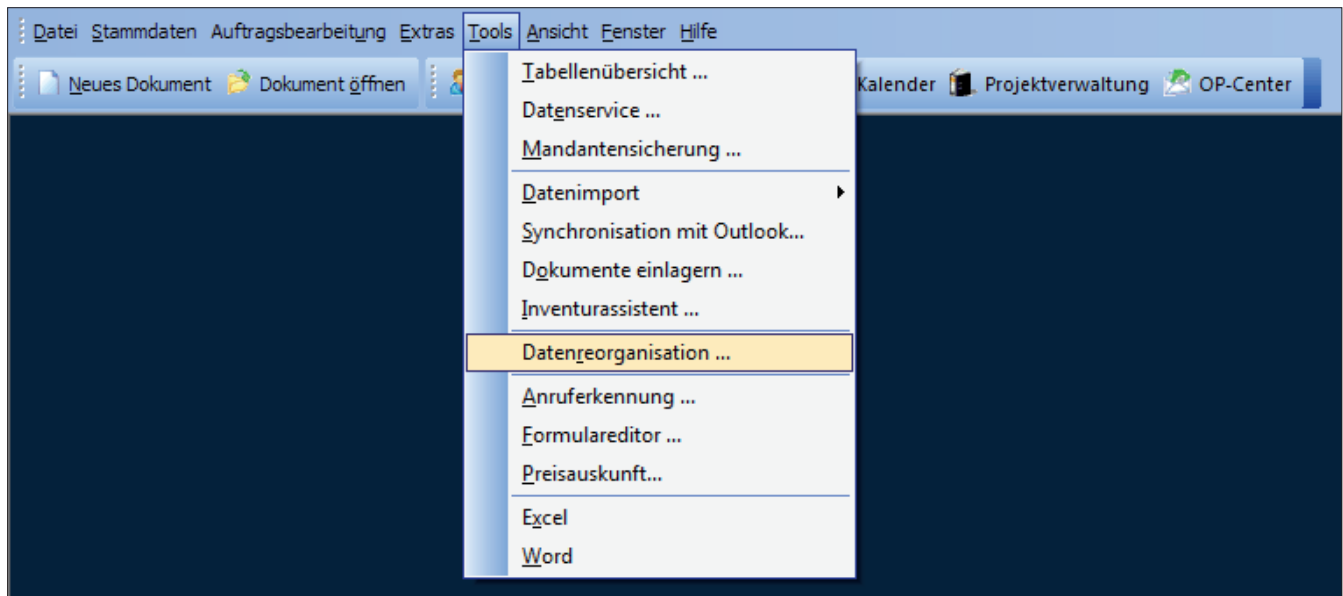 Datei Stammdaten Auftragsbearbeitung Extras Tools Ansicht Fenster Hilfe
Neues Dokument Dokument öffnen Kalender Projektverwaltung OP-Center
Tabellenübersicht ...
Datenservice ...
Mandantensicherung ...
Datenimport
Synchronisation mit Outlook...
Dokumente einlagern ...
Inventurassistent ...
Datenreorganisation ...
Anruferkennung ...
Formulareditor ...
Preisauskunft...
Excel
Word